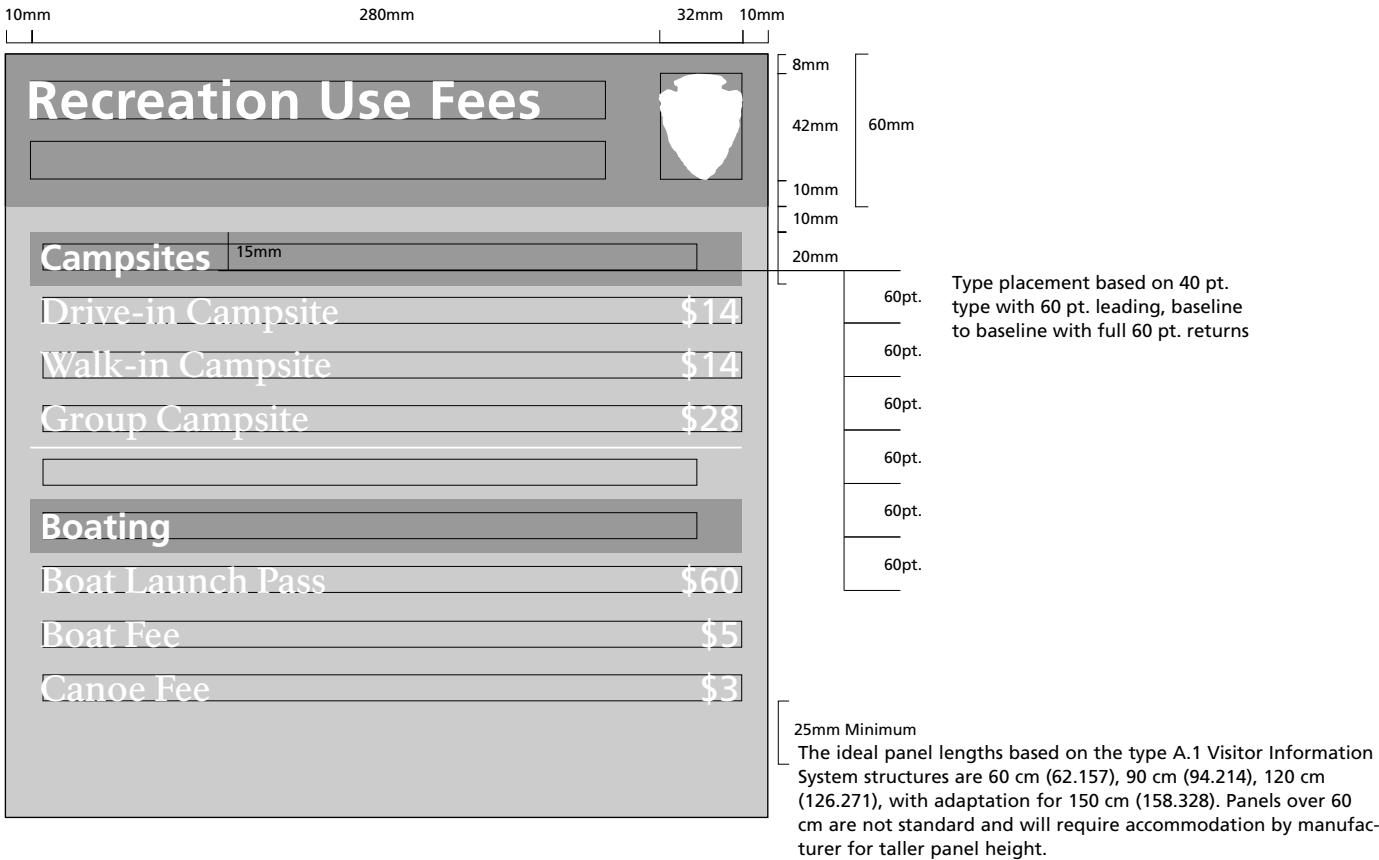 10mm 280mm 32mm 10mm
Recreation Use Fees
8mm
42mm 60mm
10mm
10mm
Campsites 15mm
20mm
Drive-in Campsite $14
Walk-in Campsite $14
Group Campsite $28
Boating
Boat Launch Pass $60
Boat Fee $5
Canoe Fee $3
60pt.
60pt.
60pt.
60pt.
60pt.
60pt.
Type placement based on 40 pt.
type with 60 pt. leading, baseline
to baseline with full 60 pt. returns
25mm Minimum
The ideal panel lengths based on the type A.1 Visitor Information
System structures are 60 cm (62.157), 90 cm (94.214), 120 cm
(126.271), with adaptation for 150 cm (158.328). Panels over 60
cm are not standard and will require accommodation by manufac-
turer for taller panel height.